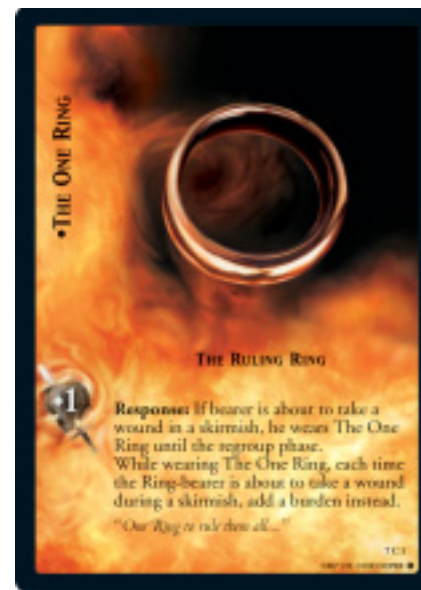 •The One Ring
The Ruling Ring
+1
Response: If bearer is about to take a
wound in a skirmish, he wears The One
Ring until the regroup phase.
While wearing The One Ring, each time
the Ring-bearer is about to take a wound
during a skirmish, add a burden instead.
"One Ring to rule them all..."